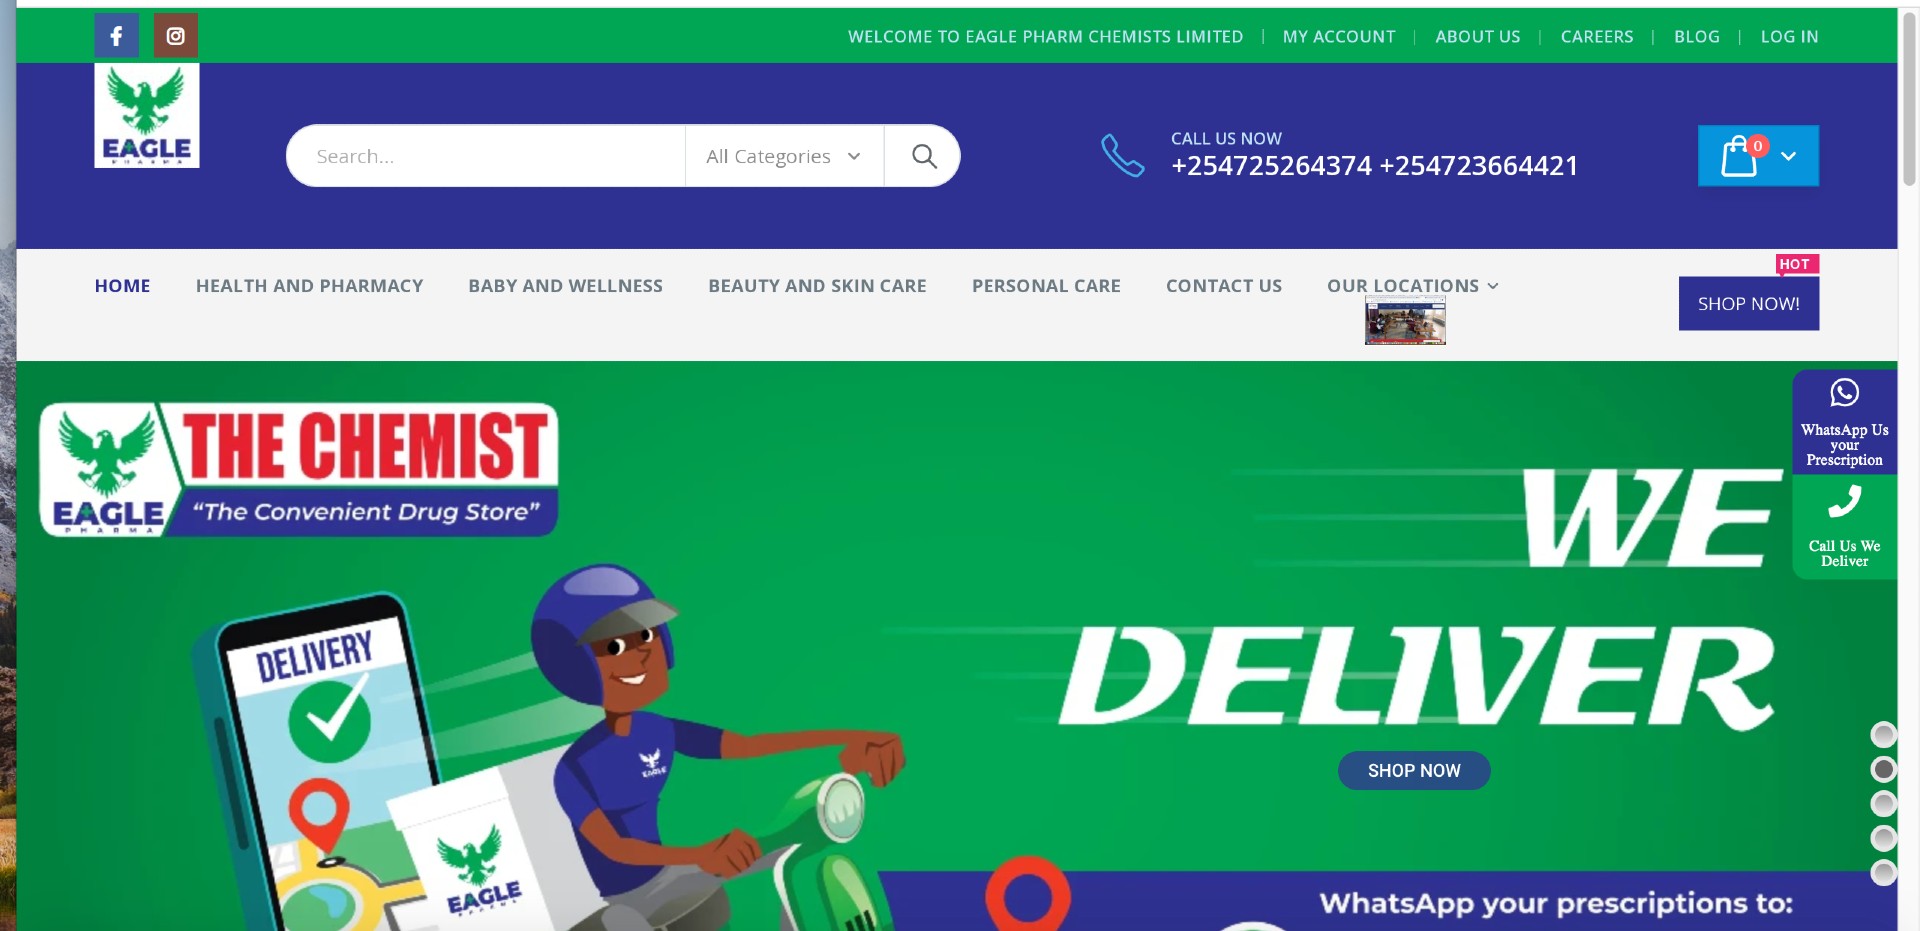 WELCOME TO EAGLE PHARM CHEMISTS LIMITED | MY ACCOUNT | ABOUT US | CAREERS | BLOG | LOG IN
EAGLE
PHARMA
Search...
All Categories
CALL US NOW
+254725264374 +254723664421
0
HOT
HOME HEALTH AND PHARMACY BABY AND WELLNESS BEAUTY AND SKIN CARE PERSONAL CARE CONTACT US OUR LOCATIONS
SHOP NOW!
THE CHEMIST
EAGLE
PHARMA
“The Convenient Drug Store”
WhatsApp Us
your
Prescription
Call Us We
Deliver
WE
DELIVER
SHOP NOW
DELIVERY
EAGLE
EAGLE
PHARMA
WhatsApp your prescriptions to: